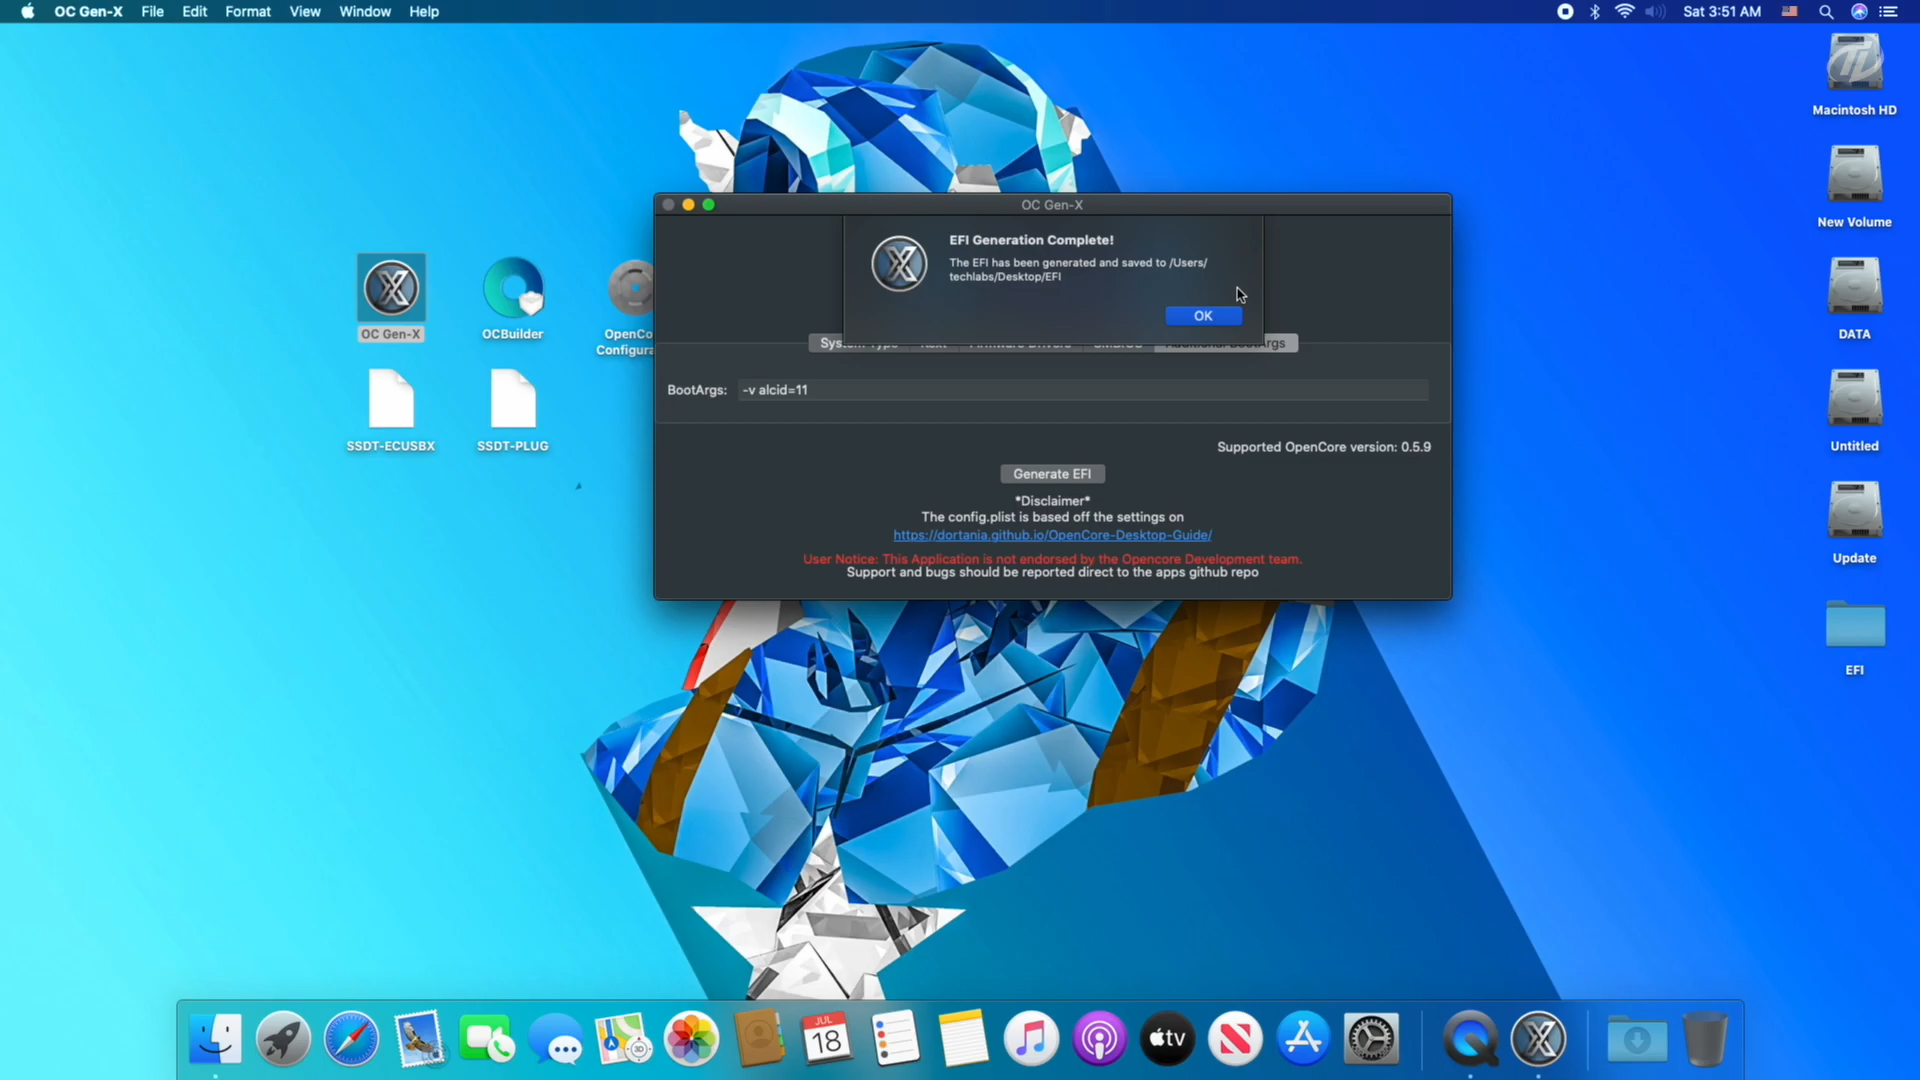 OC Gen-X File Edit Format View Window Help
Sat 3:51 AM
Macintosh HD
New Volume
DATA
Untitled
Update
EFI
OC Gen-X
OCBuilder
OpenCo
Configura
SSDT-ECUSBX
SSDT-PLUG
OC Gen-X
EFI Generation Complete!
The EFI has been generated and saved to /Users/
techlabs/Desktop/EFI
OK
BootArgs: -v alcid=11
Supported OpenCore version: 0.5.9
Generate EFI
*Disclaimer*
The config.plist is based off the settings on
https://dortania.github.io/OpenCore-Desktop-Guide/
User Notice: This Application is not endorsed by the Opencore Development team.
Support and bugs should be reported direct to the apps github repo
3D
JUL
18
tv